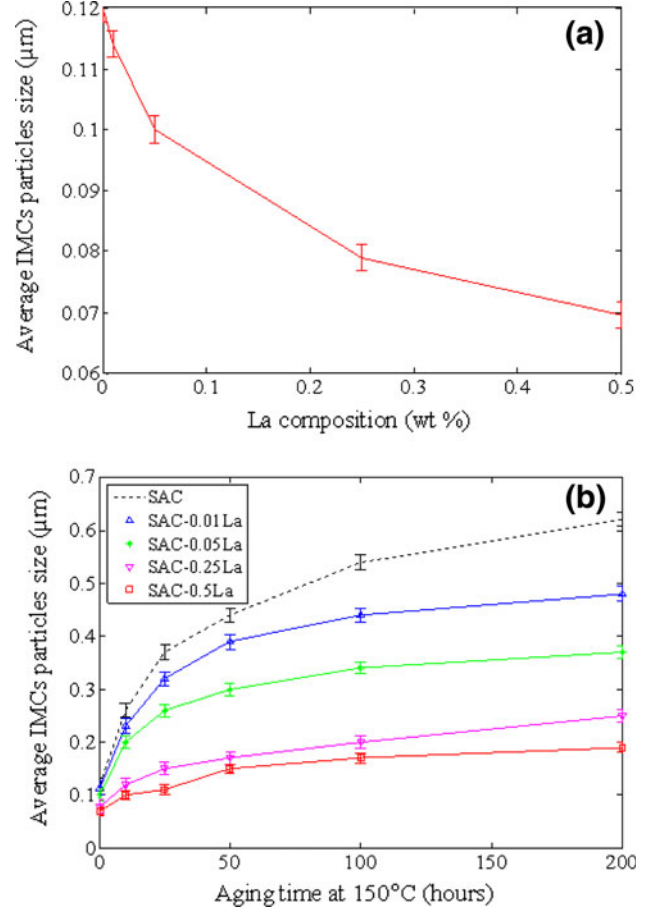 (a)
Average IMCs particles size (μm)
0.12
0.11
0.1
0.09
0.08
0.07
0.06
0 0.1 0.2 0.3 0.4 0.5
La composition (wt %)
(b)
Average IMCs particles size (μm)
0.7
0.6
0.5
0.4
0.3
0.2
0.1
0
SAC
SAC-0.01La
SAC-0.05La
SAC-0.25La
SAC-0.5La
0 50 100 200
Aging time at 150°C (hours)